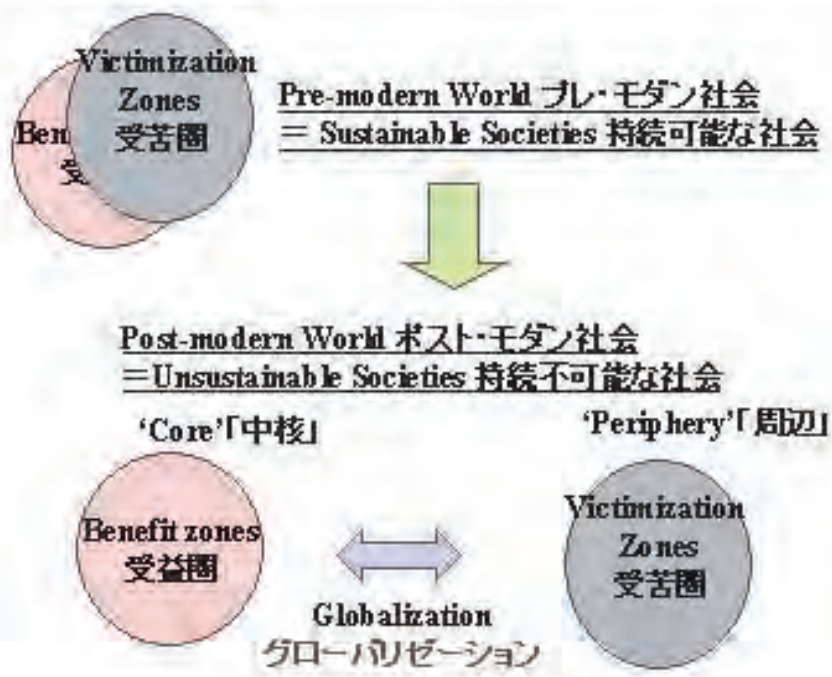 Victimization
Zones
受苦圏
Ben
受
Pre-modern World プレ・モダン社会
＝ Sustainable Societies 持続可能な社会
Post-modern World ポスト・モダン社会
＝Unsustainable Societies 持続不可能な社会
‘Core’「中核」
‘Periphery’「周辺」
Benefit zones
受益圏
Victimization
Zones
受苦圏
Globalization
グローバリゼーション